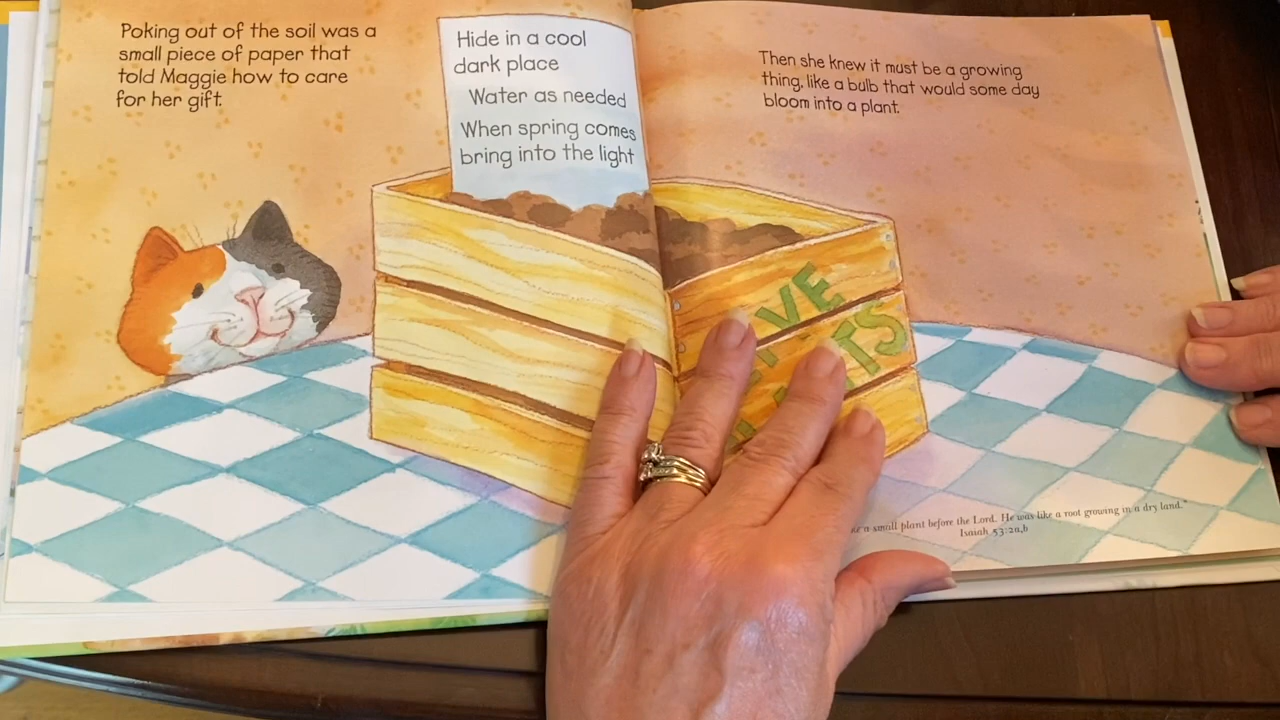 Poking out of the soil was a
small piece of paper that
told Maggie how to care
for her gift.
Hide in a cool
dark place
Water as needed
When spring comes
bring into the light
Then she knew it must be a growing
thing, like a bulb that would some day
bloom into a plant.
a small plant before the Lord. He was like a root growing in a dry land."
Isaiah 53:2a,b